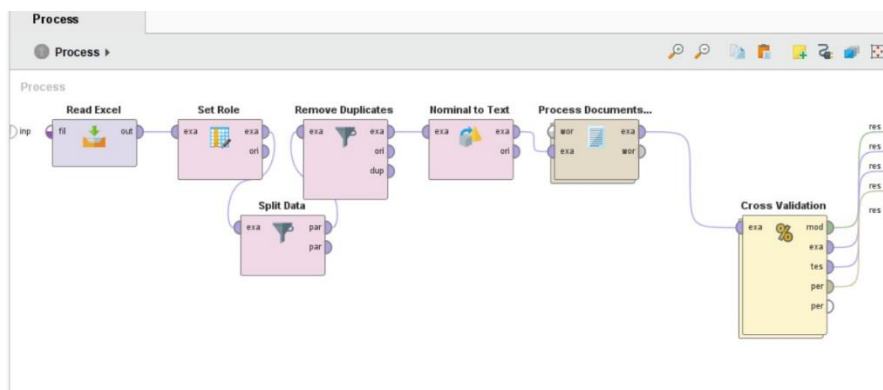 Process
Process
Process
Read Excel
Set Role
Remove Duplicates
Nominal to Text
Process Documents...
inp
fil
out
exa
exa
ori
exa
exa
ori
dup
exa
exa
ori
wor
exa
exa
wor
res
res
res
res
res
Split Data
exa
par
par
Cross Validation
exa
mod
exa
tes
per
per